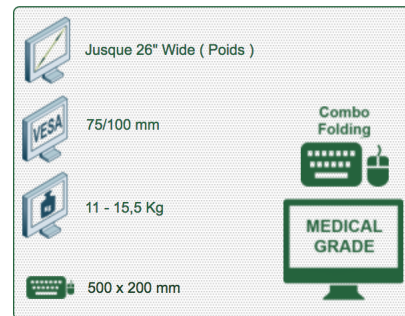 Jusque 26" Wide ( Poids )
VESA
75/100 mm
KG
11 - 15,5 Kg
500 x 200 mm
Combo
Folding
MEDICAL
GRADE